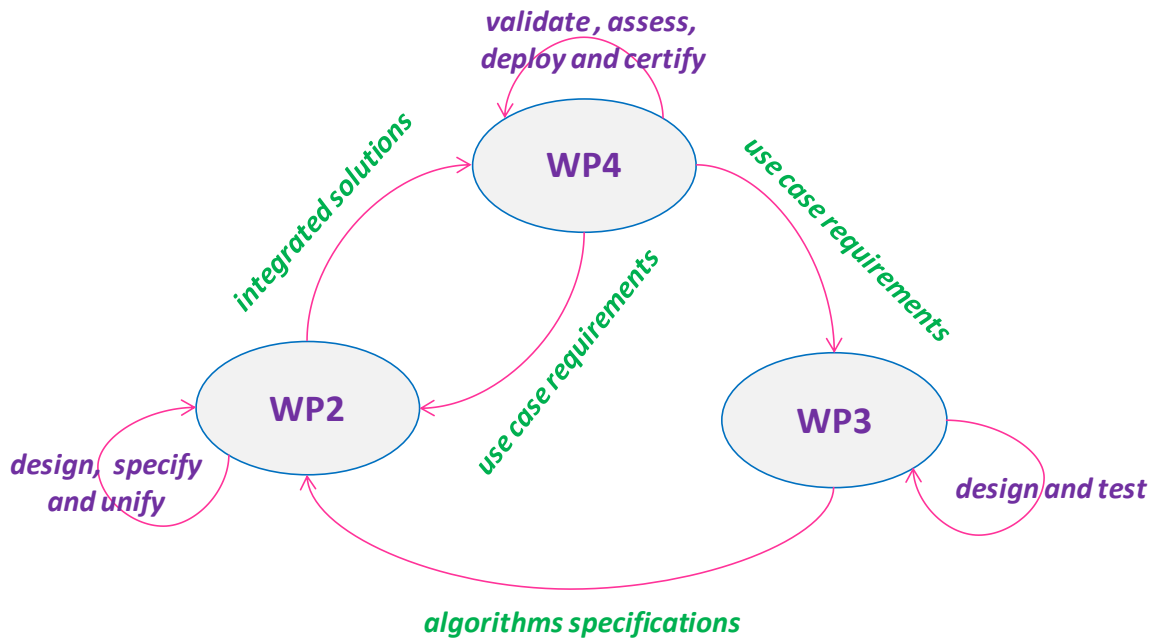 validate , assess,
deploy and certify
WP4
integrated solutions
use case requirements
use case requirements
WP2
WP3
design, specify
and unify
design and test
algorithms specifications